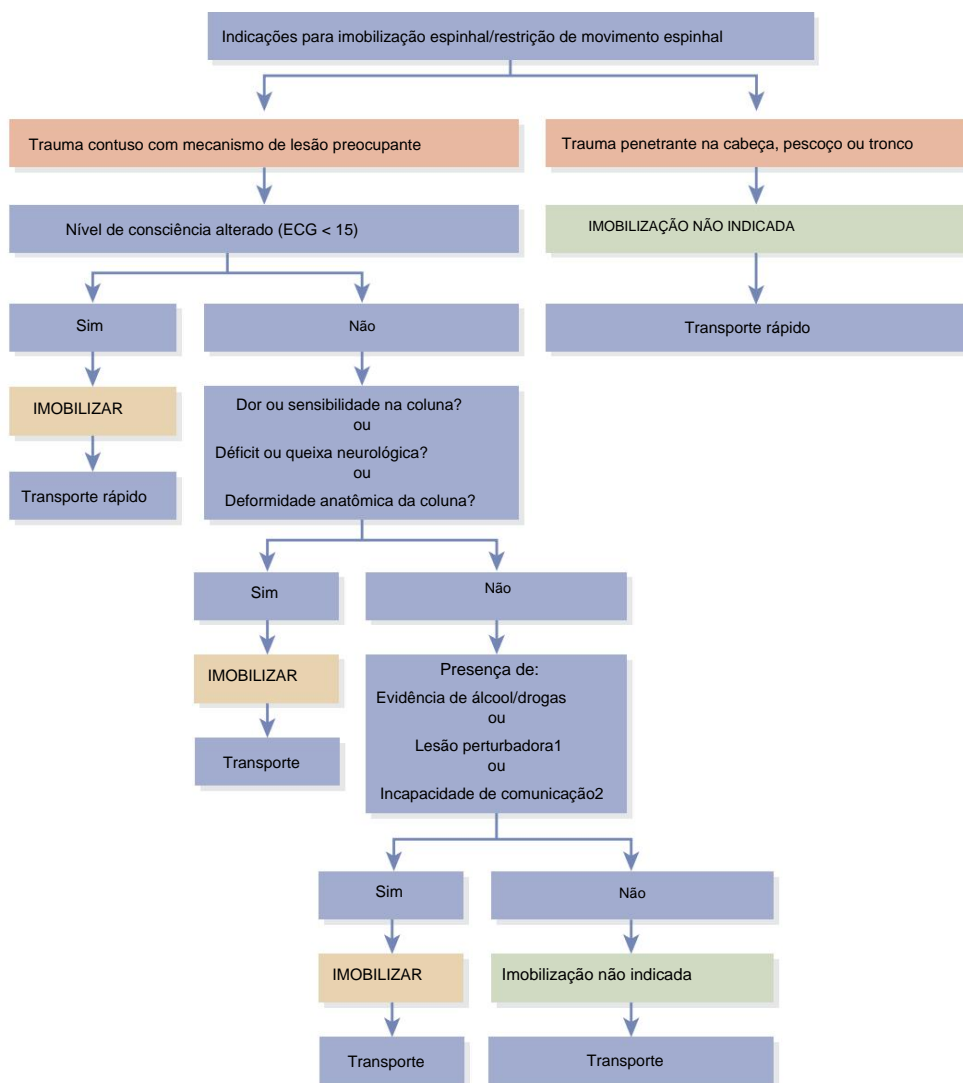 Indicações para imobilização espinhal/restrição de movimento espinhal
Trauma contuso com mecanismo de lesão preocupante
Trauma penetrante na cabeça, pescoço ou tronco
Nível de consciência alterado (ECG < 15)
IMOBILIZAÇÃO NÃO INDICADA
Sim
Não
Transporte rápido
IMOBILIZAR
Dor ou sensibilidade na coluna?
ou
Déficit ou queixa neurológica?
ou
Deformidade anatômica da coluna?
Transporte rápido
Sim
Não
IMOBILIZAR
Presença de:
Evidência de álcool/drogas
ou
Lesão perturbadora1
ou
Incapacidade de comunicação2
Transporte
Sim
Não
IMOBILIZAR
Imobilização não indicada
Transporte
Transporte